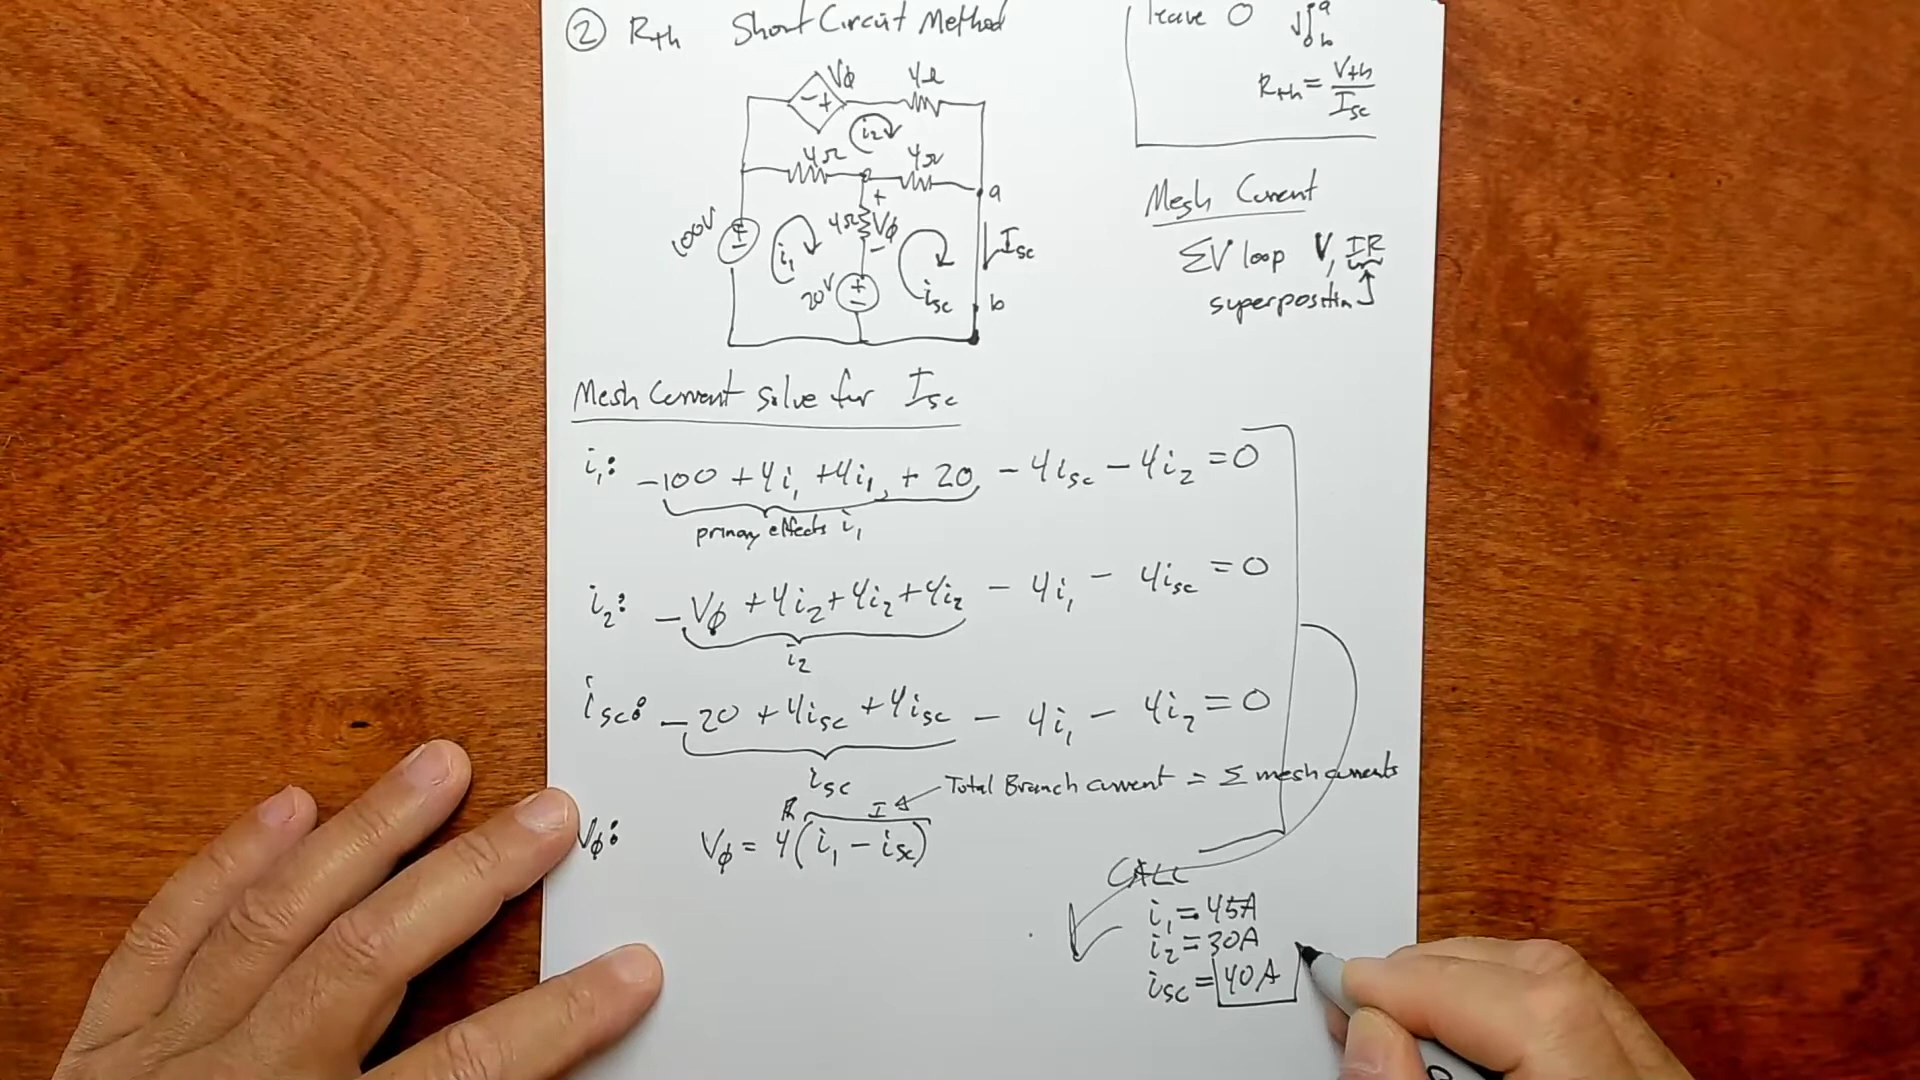 ② Rth Short Circuit Method
leave 0
a
b
Rth = Vth / Isc
Vϕ
4Ω
- +
i2
4Ω
4Ω
a
+
100V
+ -
i1
4Ω
Vϕ
-
Isc
20V
+ -
isc
b
Mesh Current
ΣV loop V, IR
superposition
Mesh Current solve for Isc
i1: -100 + 4i1 + 4i1 + 20 - 4isc - 4i2 = 0
primary effects i1
i2: -Vϕ + 4i2 + 4i2 + 4i2 - 4i1 - 4isc = 0
i2
isc: -20 + 4isc + 4isc - 4i1 - 4i2 = 0
isc
R I Total Branch current = Σ mesh currents
Vϕ: Vϕ = 4(i1 - isc)
CALC
i1 = 45A
i2 = 30A
isc = 40A